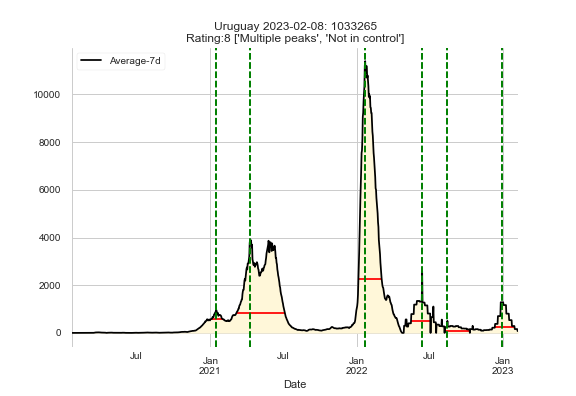 Uruguay 2023-02-08: 1033265
Rating:8 ['Multiple peaks', 'Not in control']
Average-7d
10000
8000
6000
4000
2000
0
Jul
Jan
2021
Jul
Jan
2022
Jul
Jan
2023
Date